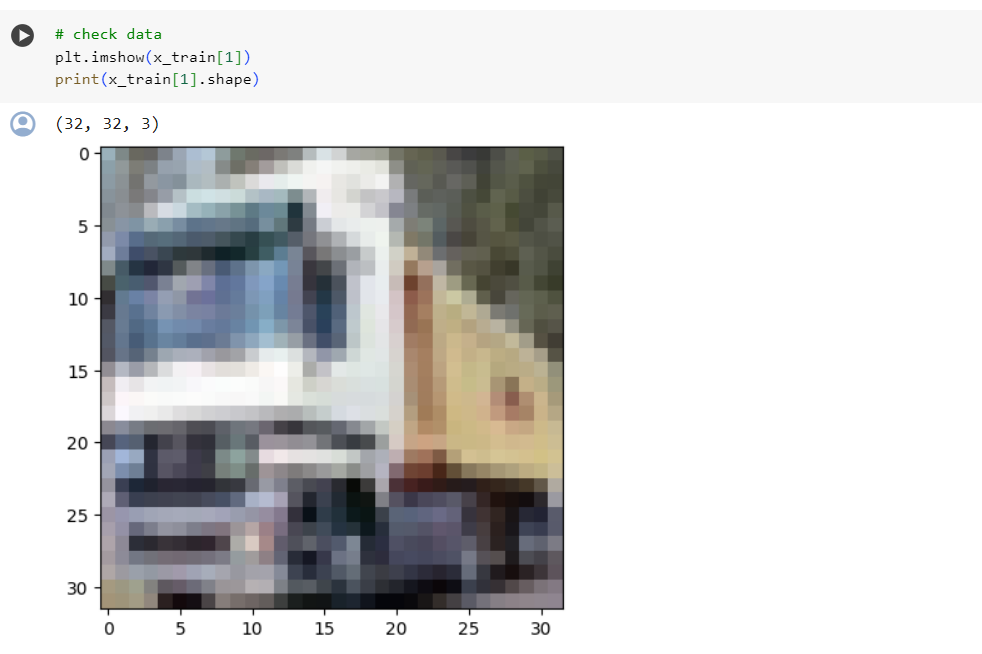 # check data
plt.imshow(x_train[1])
print(x_train[1].shape)
(32, 32, 3)
0
5
10
15
20
25
30
0 5 10 15 20 25 30